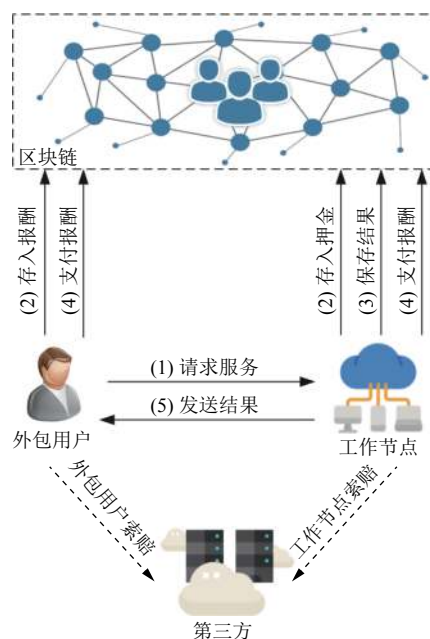 区块链
(2) 存入报酬
(4) 支付报酬
(2) 存入押金
(3) 保存结果
(4) 支付报酬
(1) 请求服务
(5) 发送结果
外包用户
工作节点
外包用户索赔
工作节点索赔
第三方